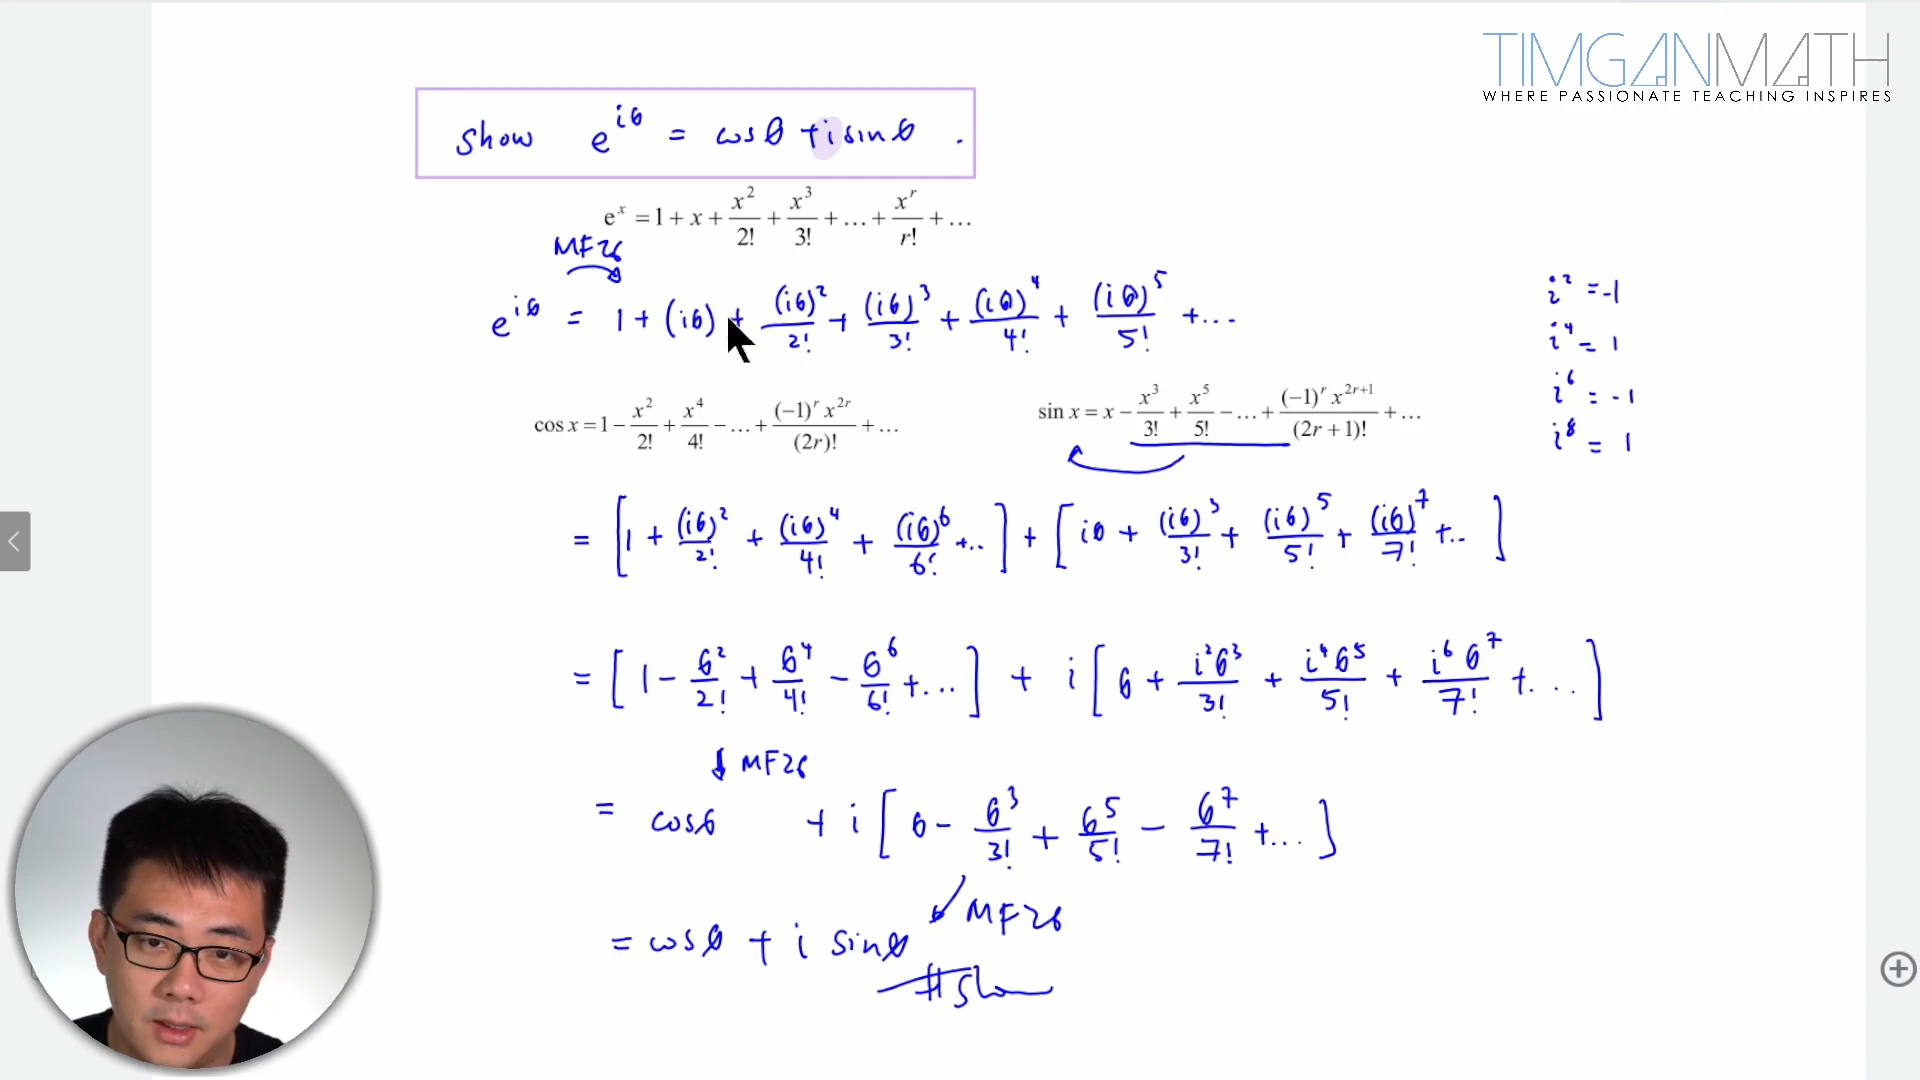 TIMGANMATH
WHERE PASSIONATE TEACHING INSPIRES
Show e^{iθ} = cosθ + i sinθ .
e^x = 1 + x + x^2/2! + x^3/3! + … + x^r/r! + …
MF26
e^{iθ} = 1 + (iθ) + (iθ)^2/2! + (iθ)^3/3! + (iθ)^4/4! + (iθ)^5/5! + ...
i^2 = -1
i^4 = 1
i^6 = -1
i^8 = 1
cos x = 1 − x^2/2! + x^4/4! − … + (−1)^r x^{2r}/(2r)! + …
sin x = x − x^3/3! + x^5/5! − … + (−1)^r x^{2r+1}/(2r+1)! + …
= [1 + (iθ)^2/2! + (iθ)^4/4! + (iθ)^6/6! + ..] + [iθ + (iθ)^3/3! + (iθ)^5/5! + (iθ)^7/7! + ..]
= [1 − θ^2/2! + θ^4/4! − θ^6/6! + ...] + i [θ + i^2θ^3/3! + i^4θ^5/5! + i^6θ^7/7! + ...]
↓ MF26
= cosθ + i [θ − θ^3/3! + θ^5/5! − θ^7/7! + ...]
MF26
= cosθ + i sinθ